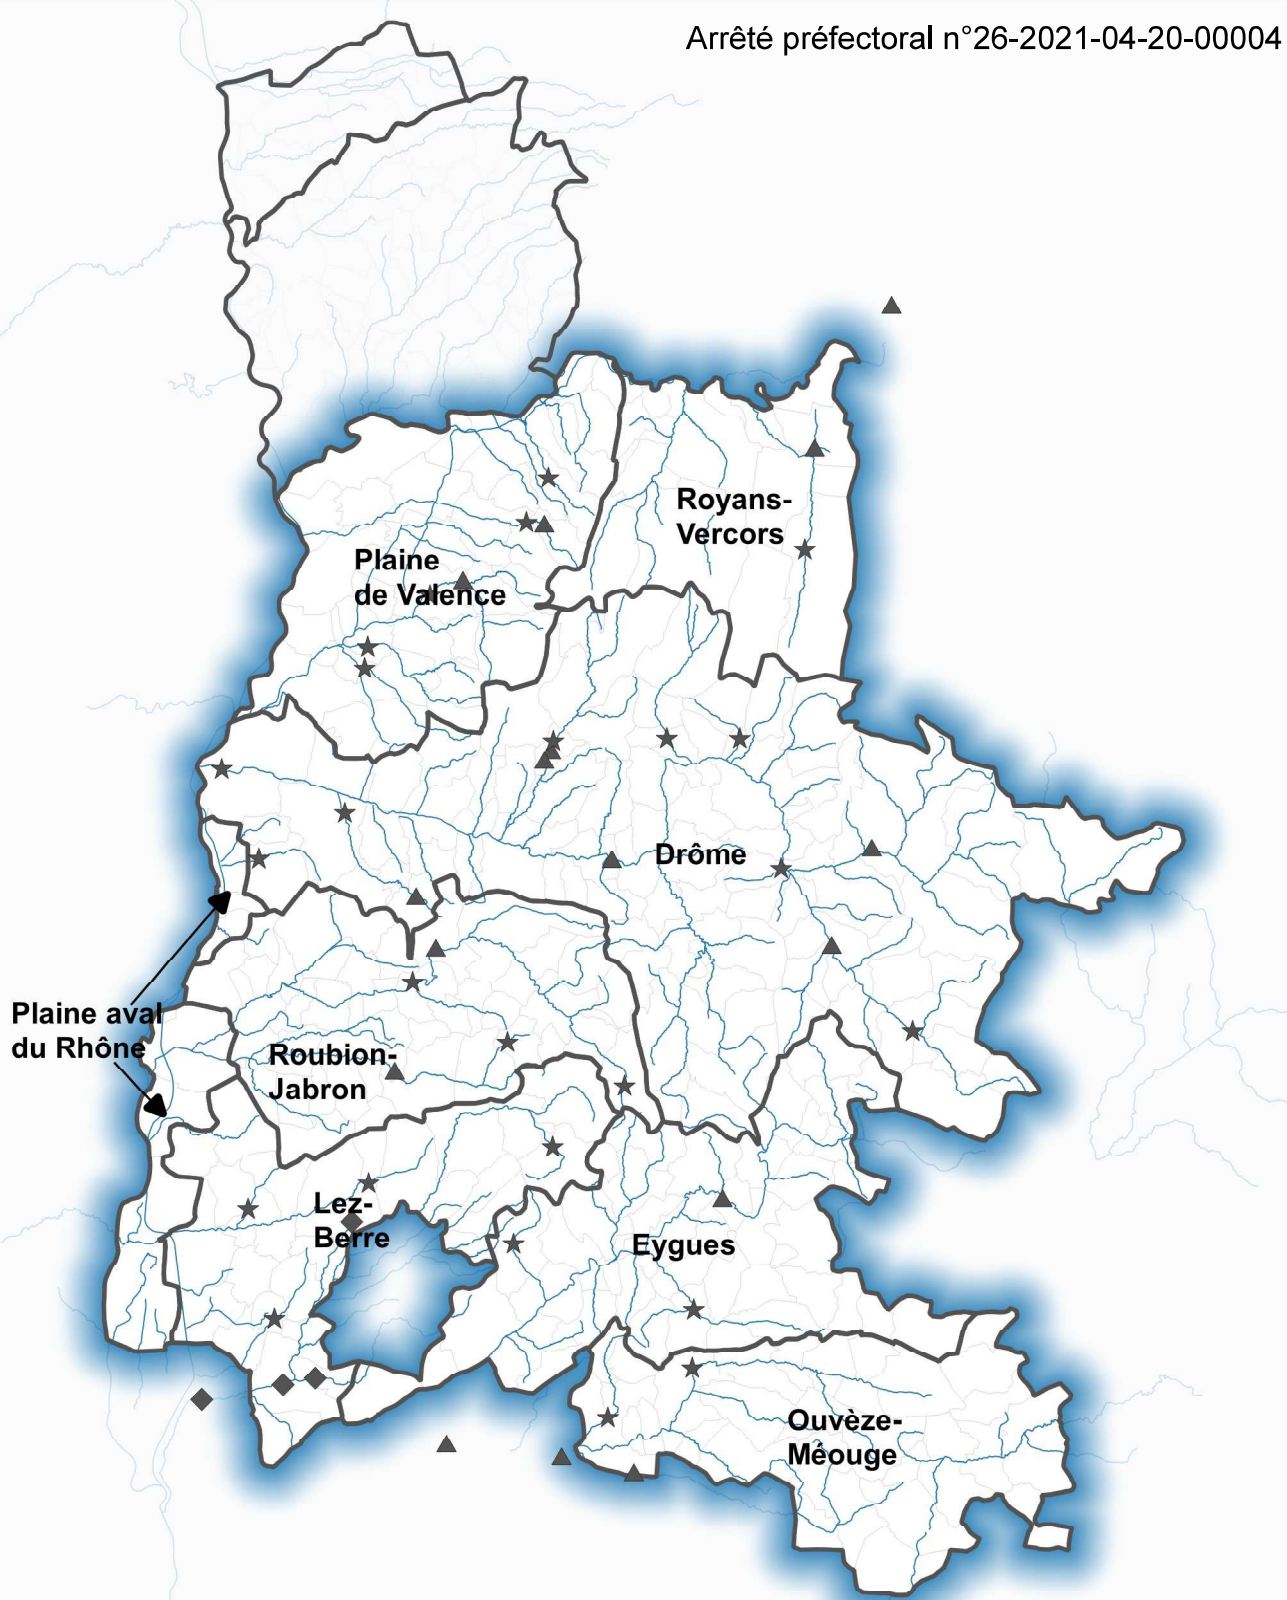 Arrêté préfectoral n°26-2021-04-20-00004
Royans-
Vercors
Plaine
de Valence
Drôme
Plaine aval
du Rhône
Roubion-
Jabron
Lez-
Berre
Eygues
Ouvèze-
Méouge